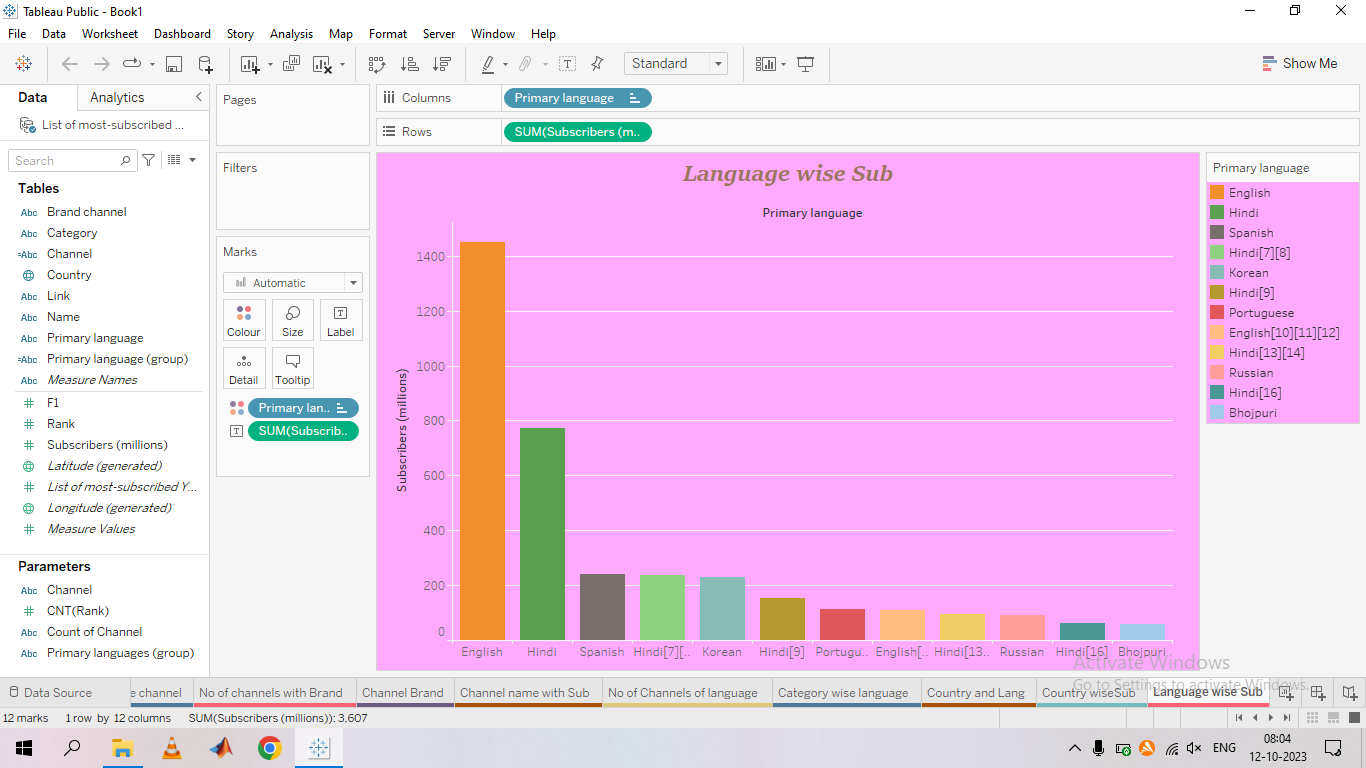 Tableau Public - Book1
File Data Worksheet Dashboard Story Analysis Map Format Server Window Help
Standard
Show Me
Data Analytics
List of most-subscribed ...
Search
Tables
Abc Brand channel
Abc Category
=Abc Channel
Country
Abc Link
Abc Name
Abc Primary language
=Abc Primary language (group)
Abc Measure Names
# F1
# Rank
# Subscribers (millions)
Latitude (generated)
# List of most-subscribed Y...
Longitude (generated)
# Measure Values
Parameters
Abc Channel
# CNT(Rank)
Abc Count of Channel
Abc Primary languages (group)
Pages
Filters
Marks
Automatic
Colour Size Label
Detail Tooltip
Primary lan..
SUM(Subscrib..
Columns Primary language
Rows SUM(Subscribers (m..
Language wise Sub
Primary language
Subscribers (millions)
1400
1200
1000
800
600
400
200
0
English Hindi Spanish Hindi[7][.. Korean Hindi[9] Portugu.. English[.. Hindi[13.. Russian Hindi[16] Bhojpuri..
Primary language
English
Hindi
Spanish
Hindi[7][8]
Korean
Hindi[9]
Portuguese
English[10][11][12]
Hindi[13][14]
Russian
Hindi[16]
Bhojpuri
Activate Windows
Go to Settings to activate Windows.
Data Source e channel No of channels with Brand Channel Brand Channel name with Sub No of Channels of language Category wise language Country and Lang Country wiseSub Language wise Sub
12 marks 1 row by 12 columns SUM(Subscribers (millions)): 3,607
ENG
08:04
12-10-2023